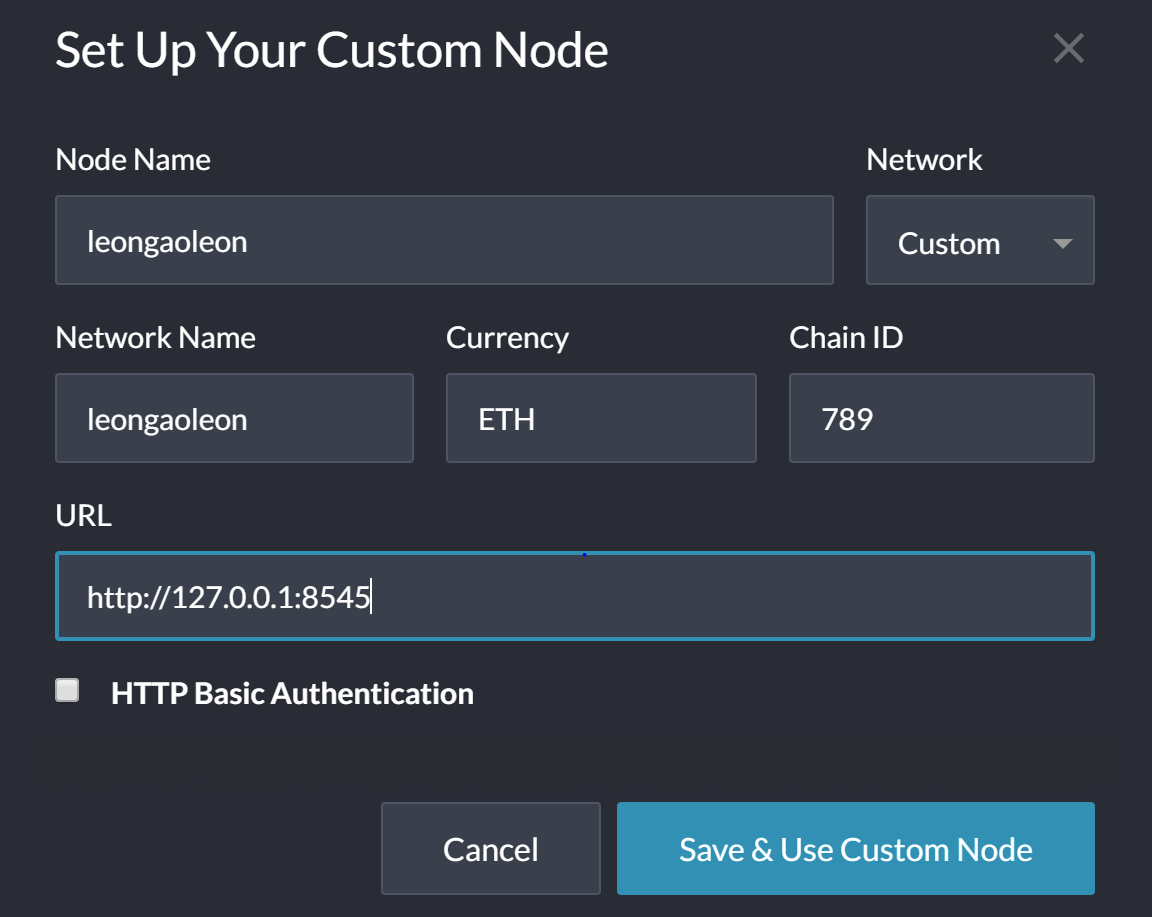 Set Up Your Custom Node
Node Name
Network
leongaoleon
Custom
Network Name
Currency
Chain ID
leongaoleon
ETH
789
URL
http://127.0.0.1:8545
HTTP Basic Authentication
Cancel
Save & Use Custom Node